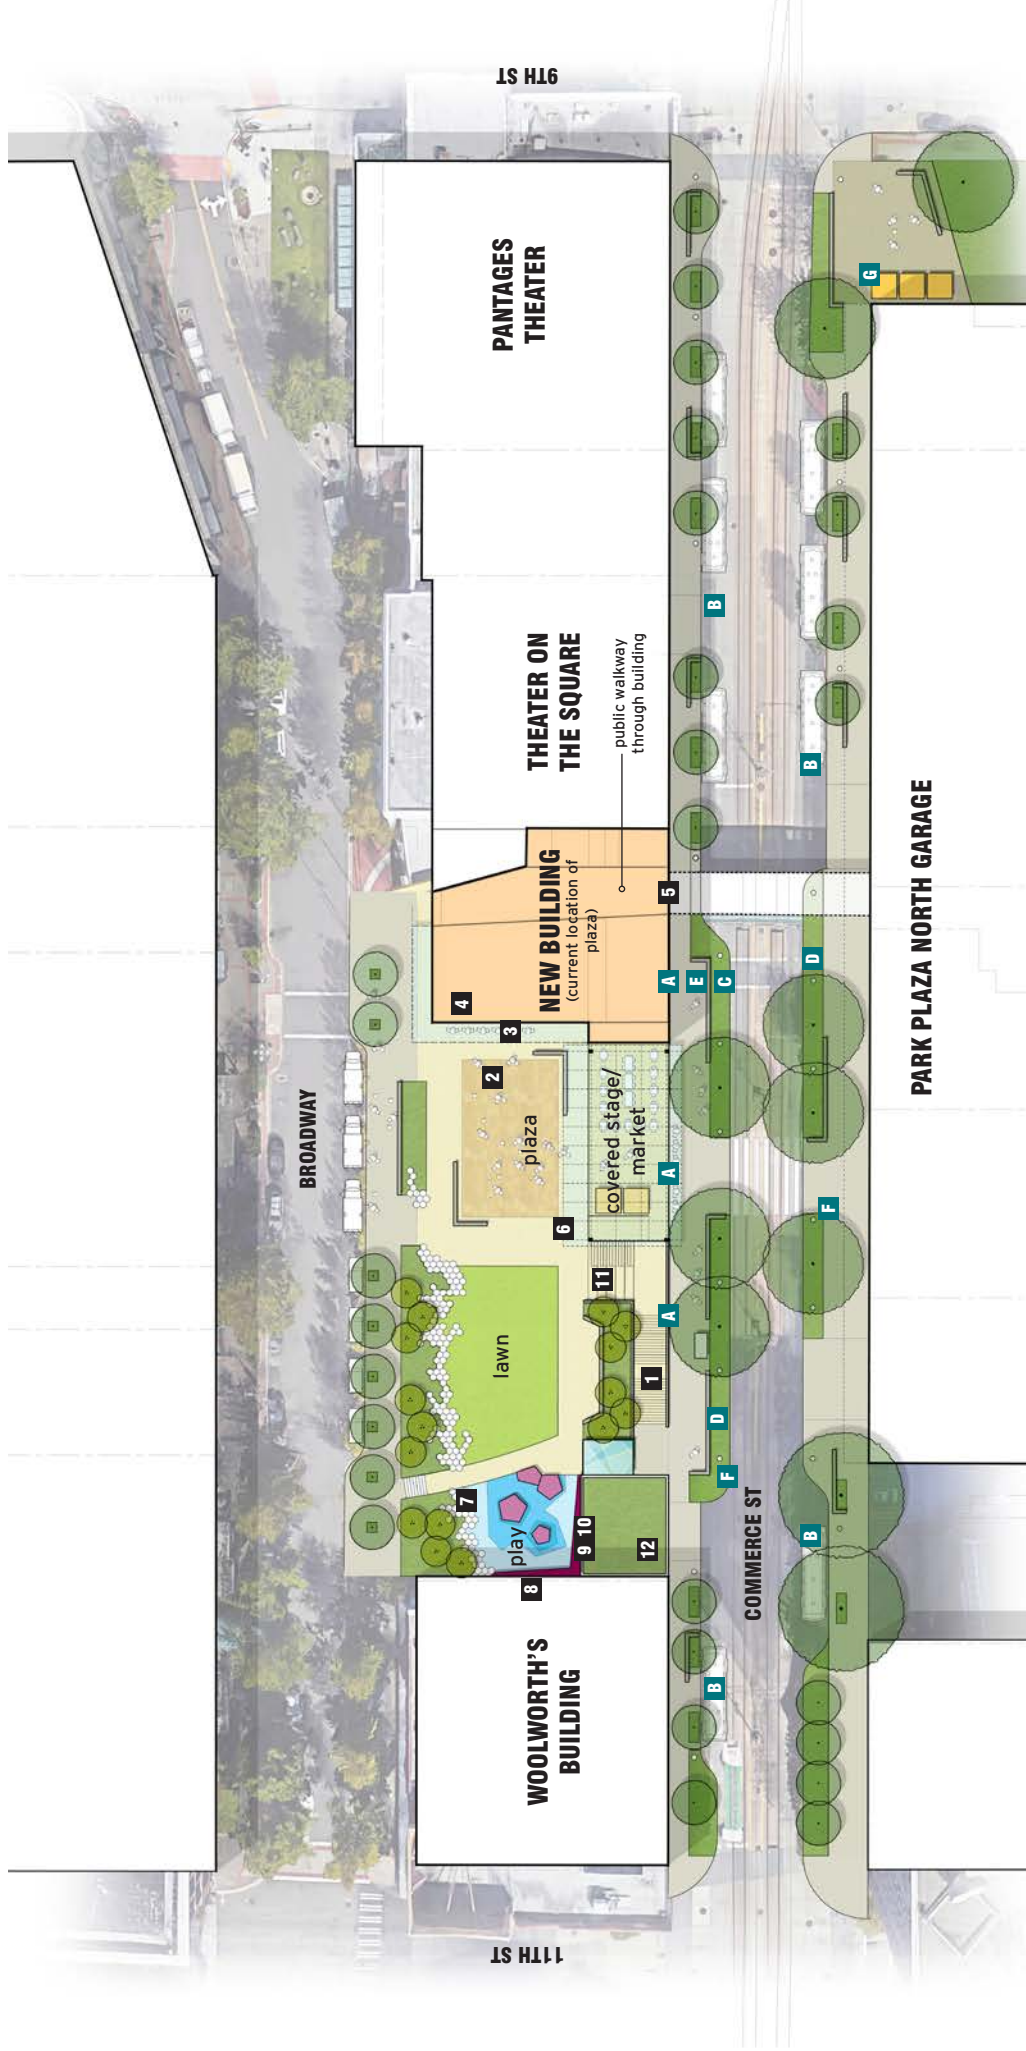 9TH ST
PANTAGES
THEATER
THEATER ON
THE SQUARE
public walkway
through building
NEW BUILDING
(current location of
plaza)
PARK PLAZA NORTH GARAGE
BROADWAY
plaza
covered stage/
market
lawn
play
WOOLWORTH'S
BUILDING
COMMERCE ST
11TH ST
1
2
3
4
5
6
7
8
9
10
11
12
A
A
A
B
B
B
B
C
D
D
E
F
F
G